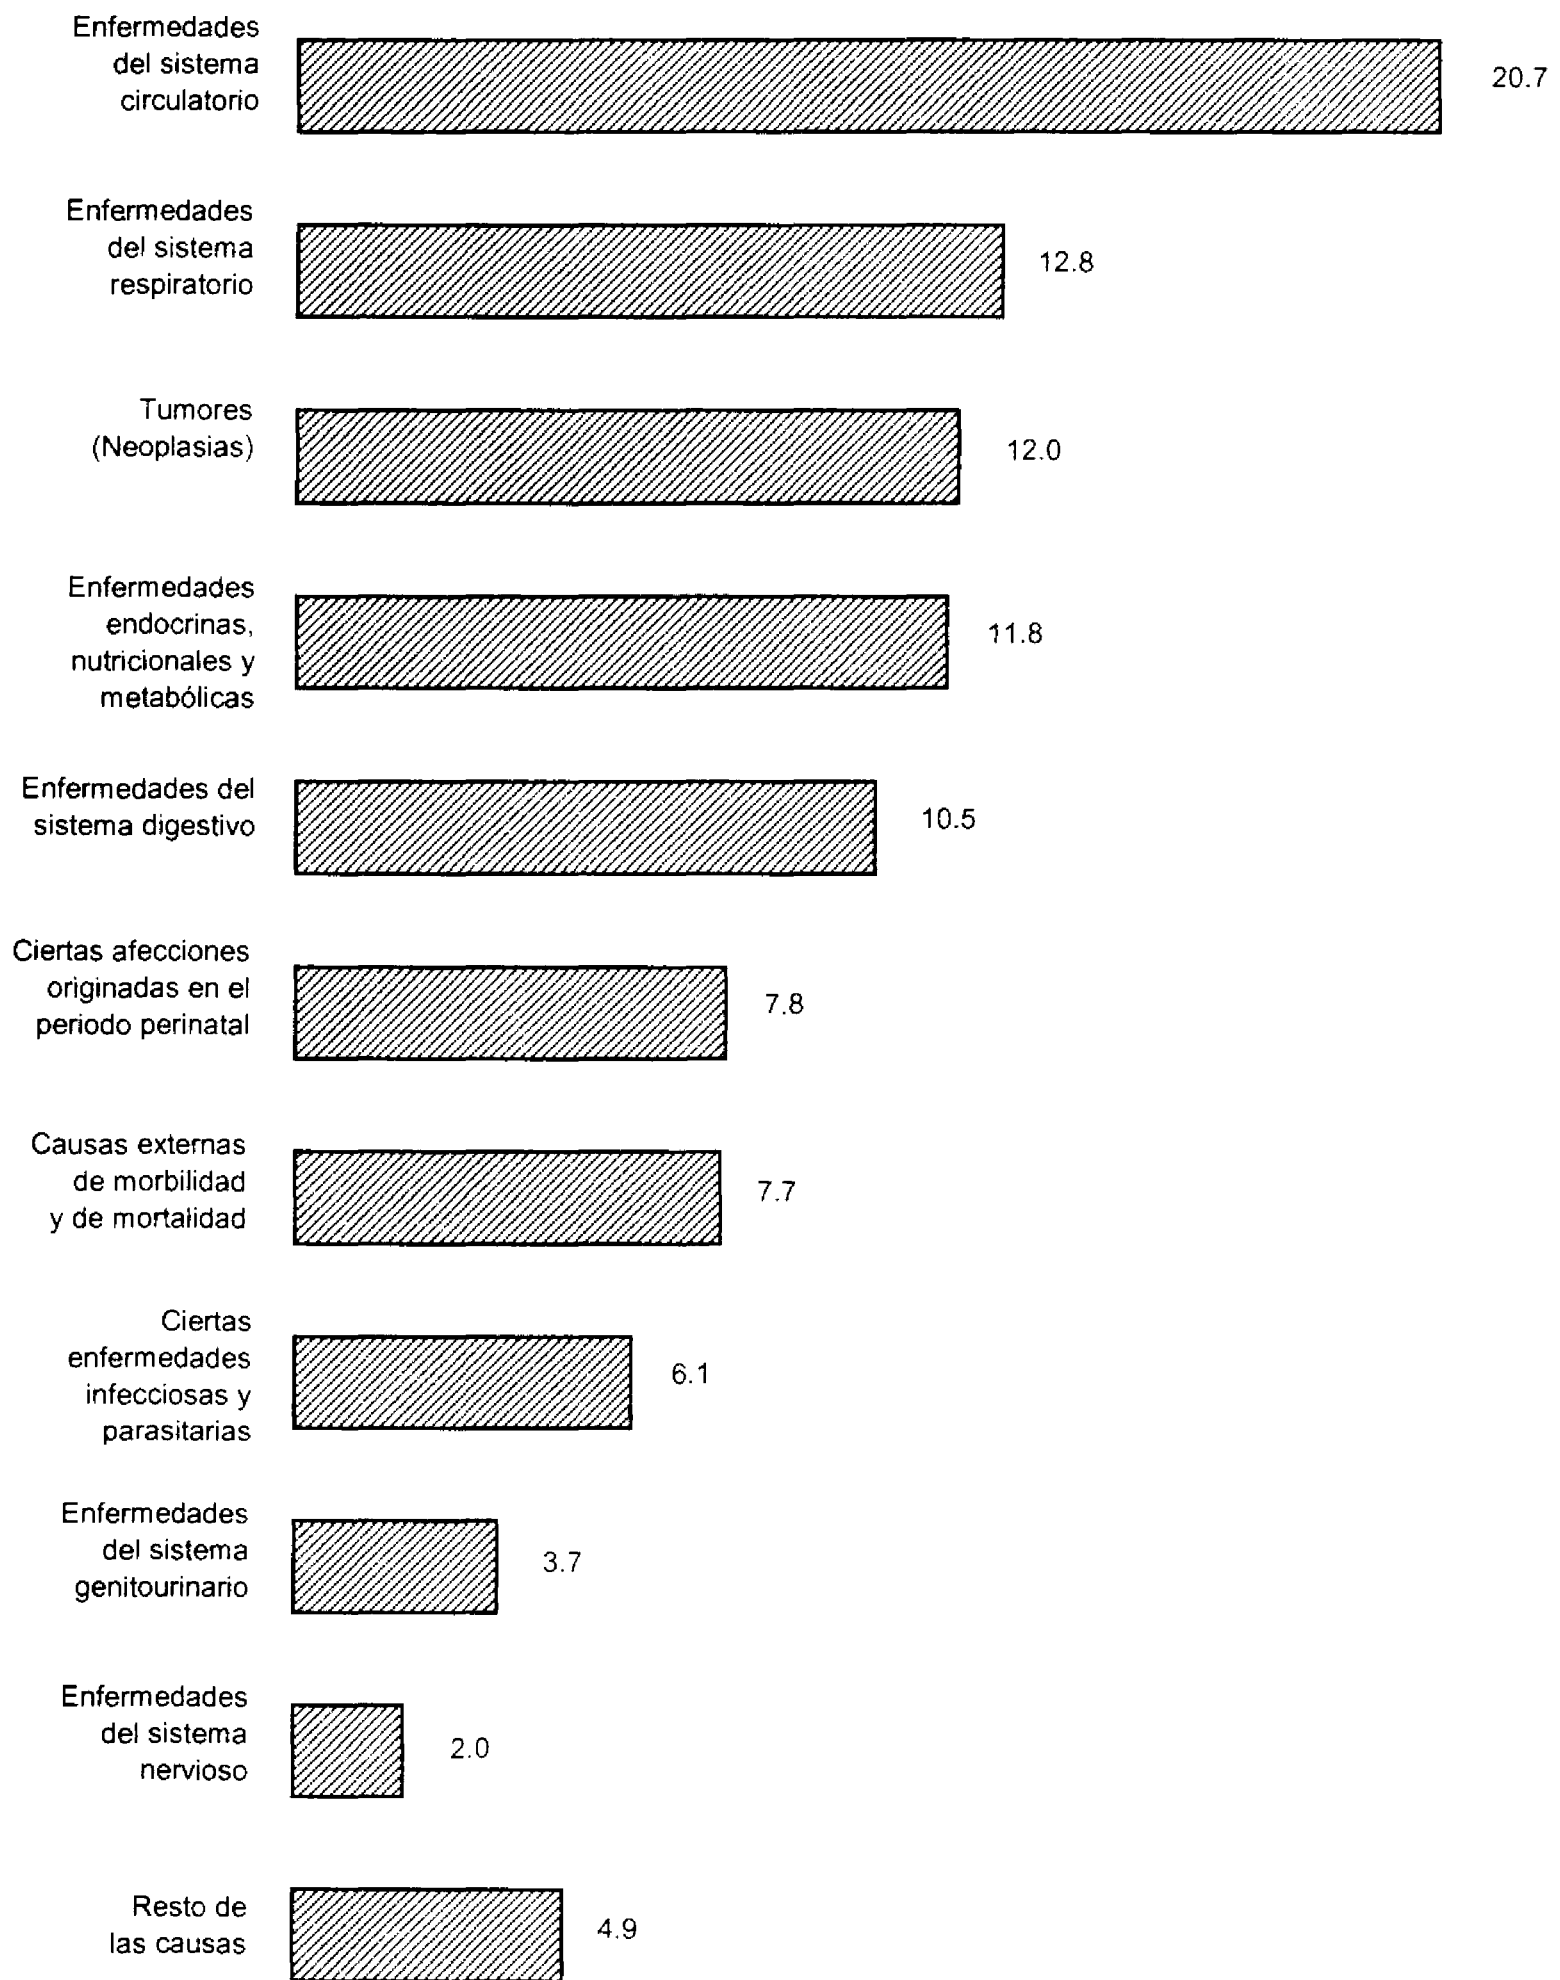 Enfermedades
del sistema
circulatorio
20.7
Enfermedades
del sistema
respiratorio
12.8
Tumores
(Neoplasias)
12.0
Enfermedades
endocrinas,
nutricionales y
metabólicas
11.8
Enfermedades del
sistema digestivo
10.5
Ciertas afecciones
originadas en el
periodo perinatal
7.8
Causas externas
de morbilidad
y de mortalidad
7.7
Ciertas
enfermedades
infecciosas y
parasitarias
6.1
Enfermedades
del sistema
genitourinario
3.7
Enfermedades
del sistema
nervioso
2.0
Resto de
las causas
4.9